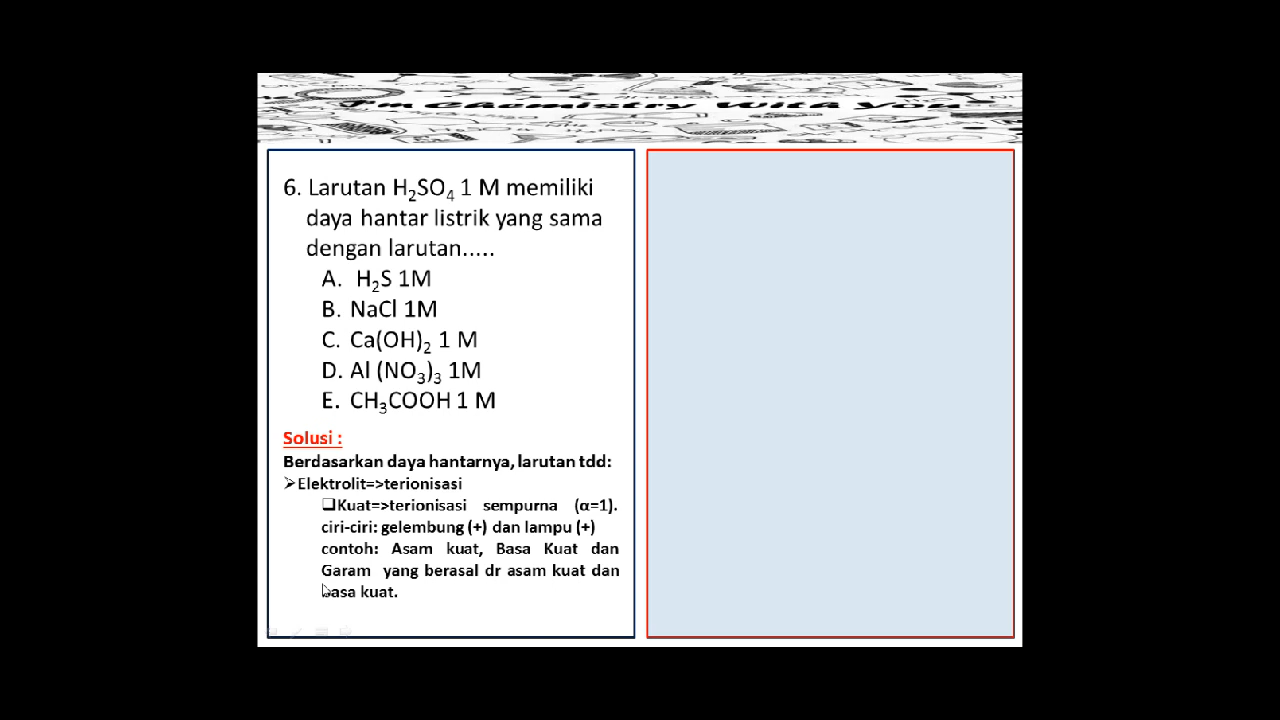 I'm Chemistry With You
6. Larutan H₂SO₄ 1 M memiliki
daya hantar listrik yang sama
dengan larutan.....
A. H₂S 1M
B. NaCl 1M
C. Ca(OH)₂ 1 M
D. Al (NO₃)₃ 1M
E. CH₃COOH 1 M
Solusi :
Berdasarkan daya hantarnya, larutan tdd:
➢Elektrolit=>terionisasi
❑Kuat=>terionisasi sempurna (α=1).
ciri-ciri: gelembung (+) dan lampu (+)
contoh: Asam kuat, Basa Kuat dan
Garam yang berasal dr asam kuat dan
basa kuat.